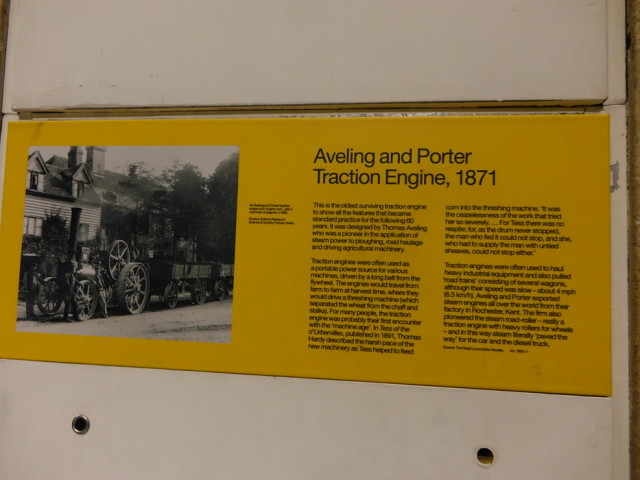 Aveling and Porter
Traction Engine, 1871
This is the oldest surviving traction engine
to show all the features that became
standard practice for the following 60
years. It was designed by Thomas Aveling
who was a pioneer in the application of
steam power to ploughing, road haulage
and driving agricultural machinery.
Traction engines were often used as
a portable power source for various
machines, driven by a long belt from the
flywheel. The engines would travel from
farm to farm at harvest time, where they
would drive a threshing machine (which
separated the wheat from the chaff and
stalks). For many people, the traction
engine was probably their first encounter
with the 'machine age'. In Tess of the
d'Urbervilles, published in 1891, Thomas
Hardy described the harsh pace of the
new machinery as Tess helped to feed
corn into the threshing machine. 'It was
the ceaselessness of the work that tried
her so severely. ... For Tess there was no
respite; for, as the drum never stopped,
the man who fed it could not stop, and she,
who had to supply the man with untied
sheaves, could not stop either.'
Traction engines were often used to haul
heavy industrial equipment and also pulled
'road trains' consisting of several wagons,
although their speed was slow – about 4 mph
(6.5 km/h). Aveling and Porter exported
steam engines all over the world from their
factory in Rochester, Kent. The firm also
pioneered the steam road-roller – really a
traction engine with heavy rollers for wheels
– and in this way steam literally 'paved the
way' for the car and the diesel truck.